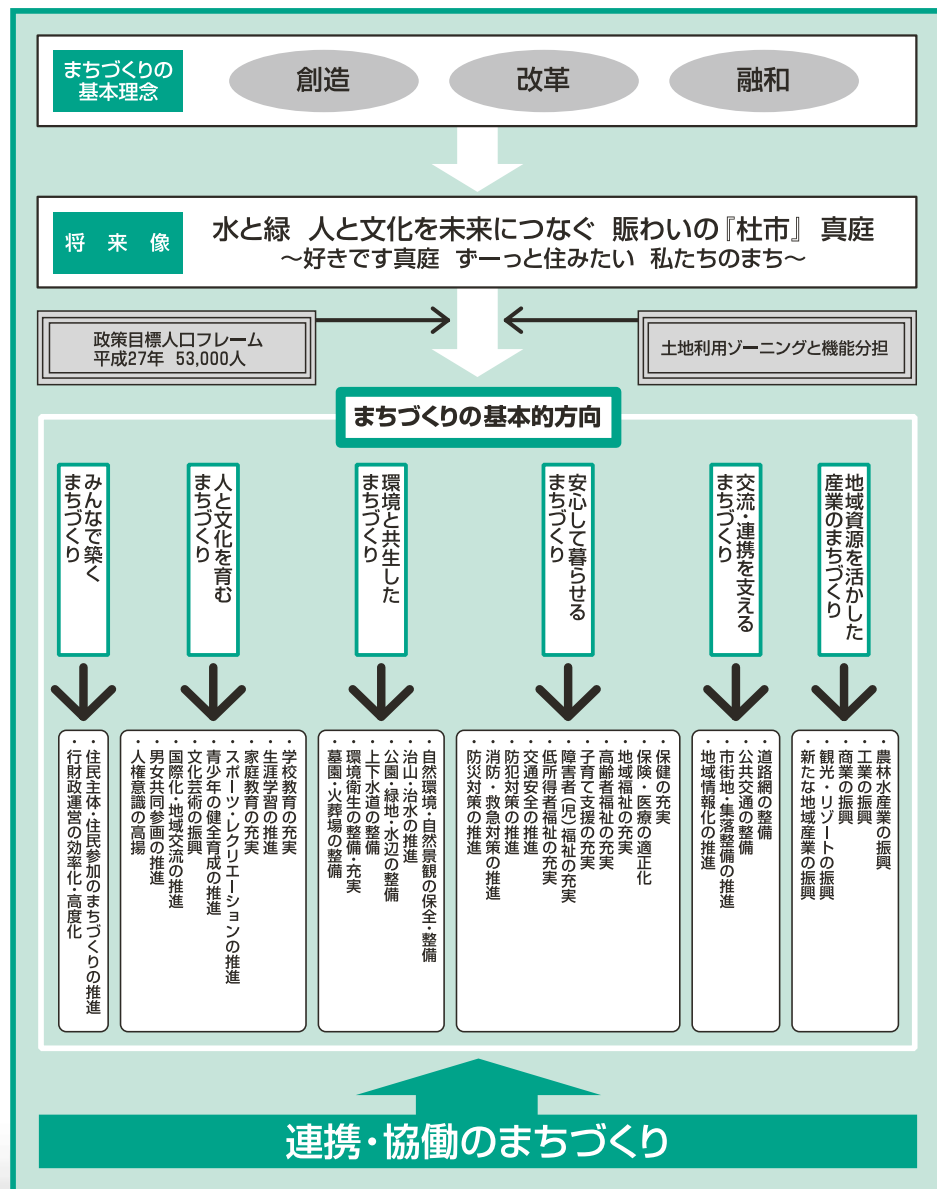 まちづくりの
基本理念
創造
改革
融和
将来像
水と緑 人と文化を未来につなぐ 賑わいの『杜市』 真庭
～好きです真庭 ずーっと住みたい 私たちのまち～
政策目標人口フレーム
平成27年 53,000人
土地利用ゾーニングと機能分担
まちづくりの基本的方向
地域資源を活かした
産業のまちづくり
・農林水産業の振興
・工業の振興
・商業の振興
・観光・リゾートの振興
・新たな地域産業の振興
交流・連携を支える
まちづくり
・道路網の整備
・公共交通の整備
・市街地・集落整備の推進
・地域情報化の推進
安心して暮らせる
まちづくり
・保健の充実
・保険・医療の適正化
・地域福祉の充実
・高齢者福祉の充実
・子育て支援の充実
・障害者（児）福祉の充実
・低所得者福祉の充実
・交通安全の推進
・防犯対策の推進
・消防・救急対策の推進
・防災対策の推進
環境と共生した
まちづくり
・自然環境・自然景観の保全・整備
・治山・治水の推進
・公園・緑地・水辺の整備
・上下水道の整備
・環境衛生の整備・充実
・墓園・火葬場の整備
人と文化を育む
まちづくり
・学校教育の充実
・生涯学習の推進
・家庭教育の充実
・スポーツ・レクリエーションの推進
・青少年の健全育成の推進
・文化芸術の振興
・国際化・地域交流の推進
・男女共同参画の推進
・人権意識の高揚
みんなで築く
まちづくり
・住民主体・住民参加のまちづくりの推進
・行財政運営の効率化・高度化
連携・協働のまちづくり